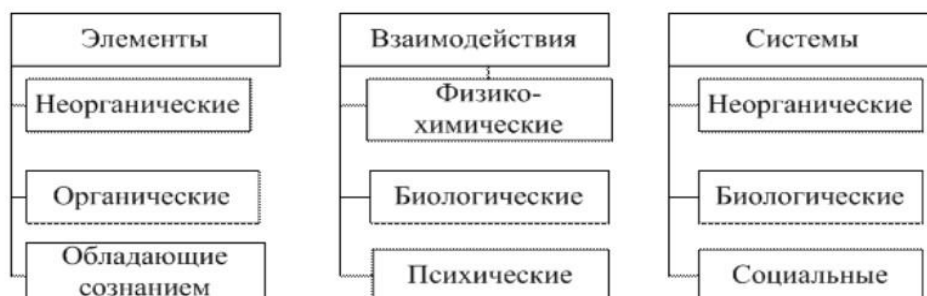 Элементы
Неорганические
Органические
Обладающие
сознанием
Взаимодействия
Физико-
химические
Биологические
Психические
Системы
Неорганические
Биологические
Социальные